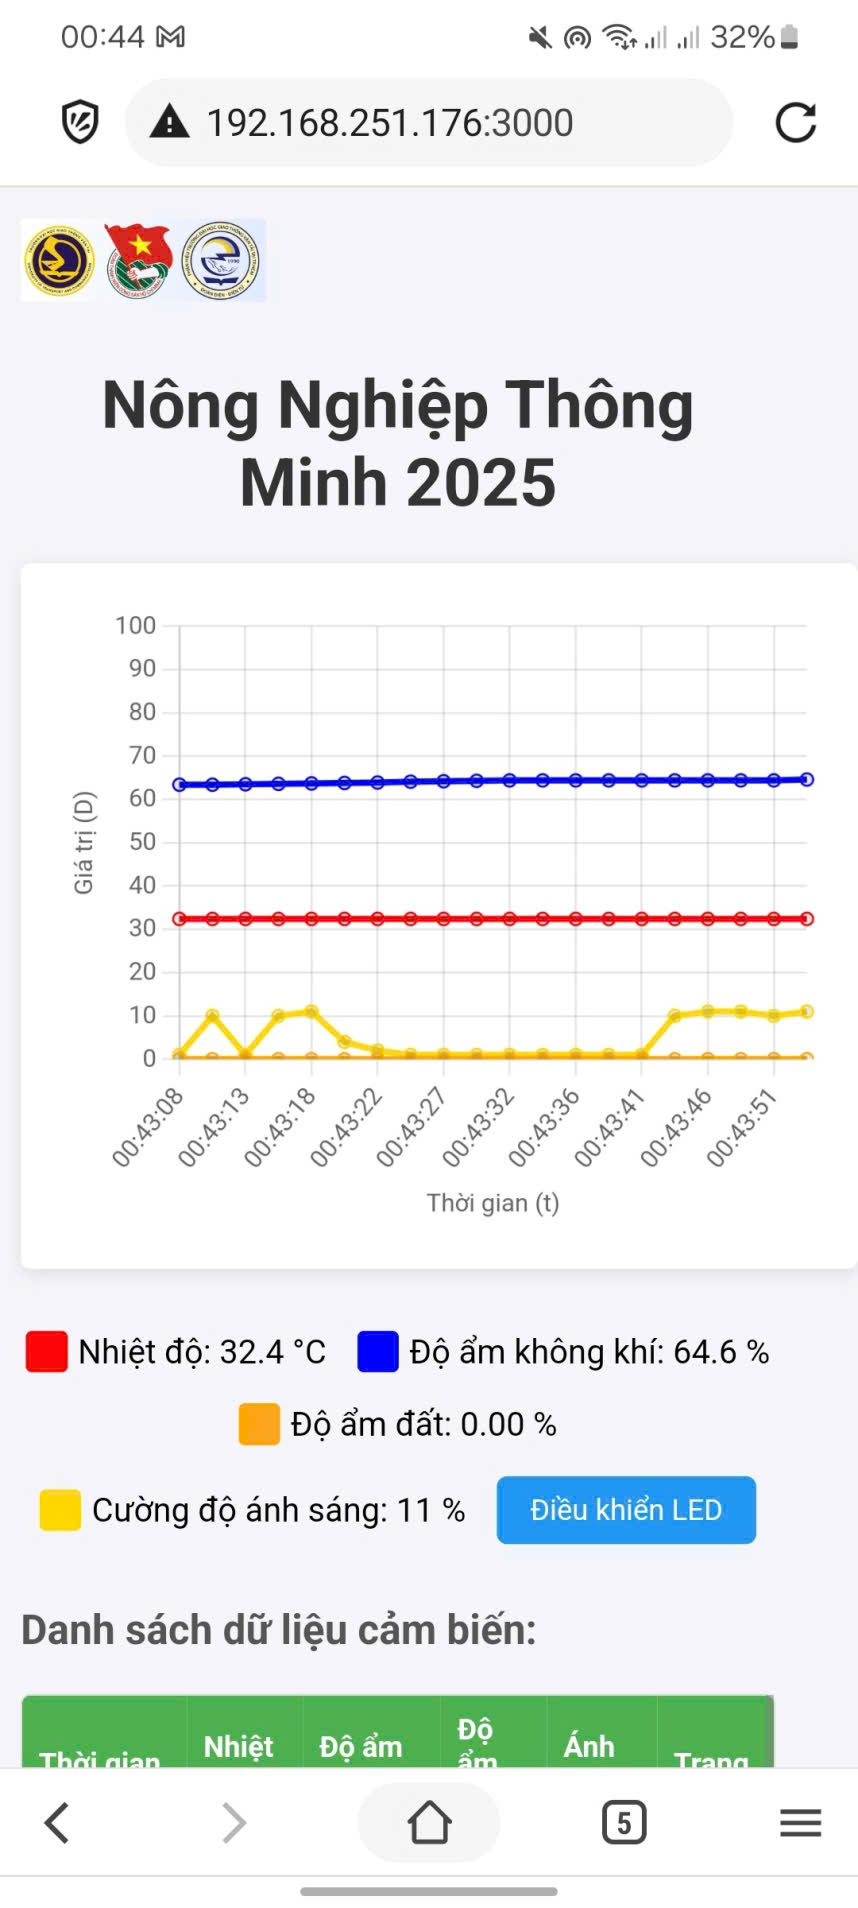 00:44
32%
192.168.251.176:3000
Nông Nghiệp Thông
Minh 2025
100
90
80
70
60
50
40
30
20
10
0
Giá trị (D)
00:43:08
00:43:13
00:43:18
00:43:22
00:43:27
00:43:32
00:43:36
00:43:41
00:43:46
00:43:51
Thời gian (t)
Nhiệt độ: 32.4 °C
Độ ẩm không khí: 64.6 %
Độ ẩm đất: 0.00 %
Cường độ ánh sáng: 11 %
Điều khiển LED
Danh sách dữ liệu cảm biến:
Thời gian
Nhiệt
Độ ẩm
Độ
ẩm
Ánh
Trạng
5